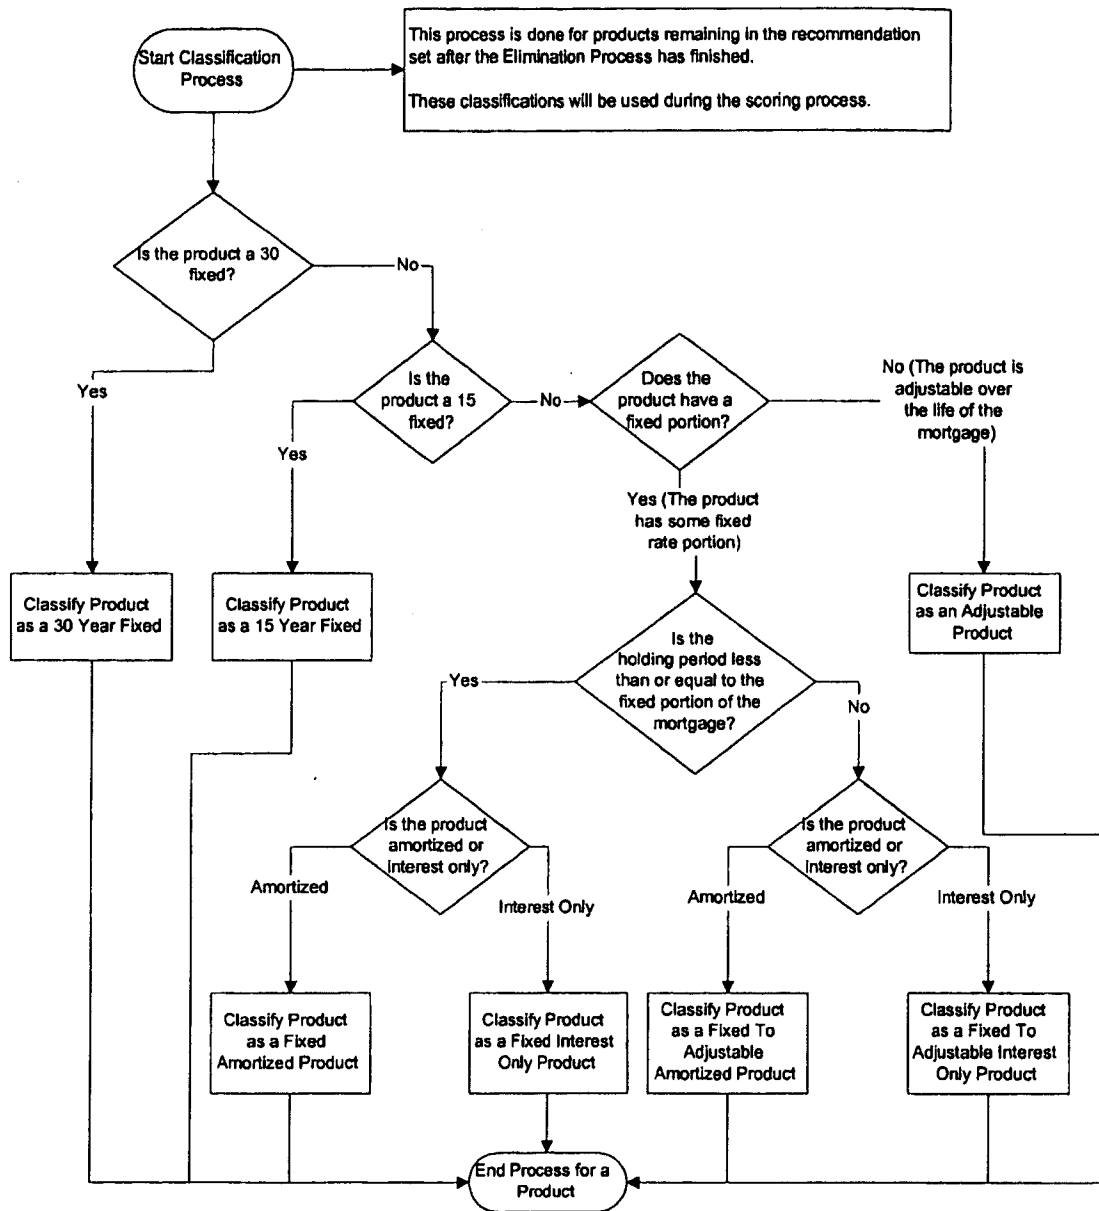 Start Classification
Process
This process is done for products remaining in the recommendation
set after the Elimination Process has finished.
These classifications will be used during the scoring process.
Is the product a 30
fixed?
No
Yes
Is the
product a 15
fixed?
No
Yes
Does the
product have a
fixed portion?
No (The product is
adjustable over
the life of the
mortgage)
Yes (The product
has some fixed
rate portion)
Classify Product
as a 30 Year Fixed
Classify Product
as a 15 Year Fixed
Classify Product
as an Adjustable
Product
Is the
holding period less
than or equal to the
fixed portion of the
mortgage?
Yes
No
Is the product
amortized or
interest only?
Amortized
Interest Only
Is the product
amortized or
interest only?
Amortized
Interest Only
Classify Product
as a Fixed
Amortized Product
Classify Product
as a Fixed Interest
Only Product
Classify Product
as a Fixed To
Adjustable
Amortized Product
Classify Product
as a Fixed To
Adjustable Interest
Only Product
End Process for a
Product